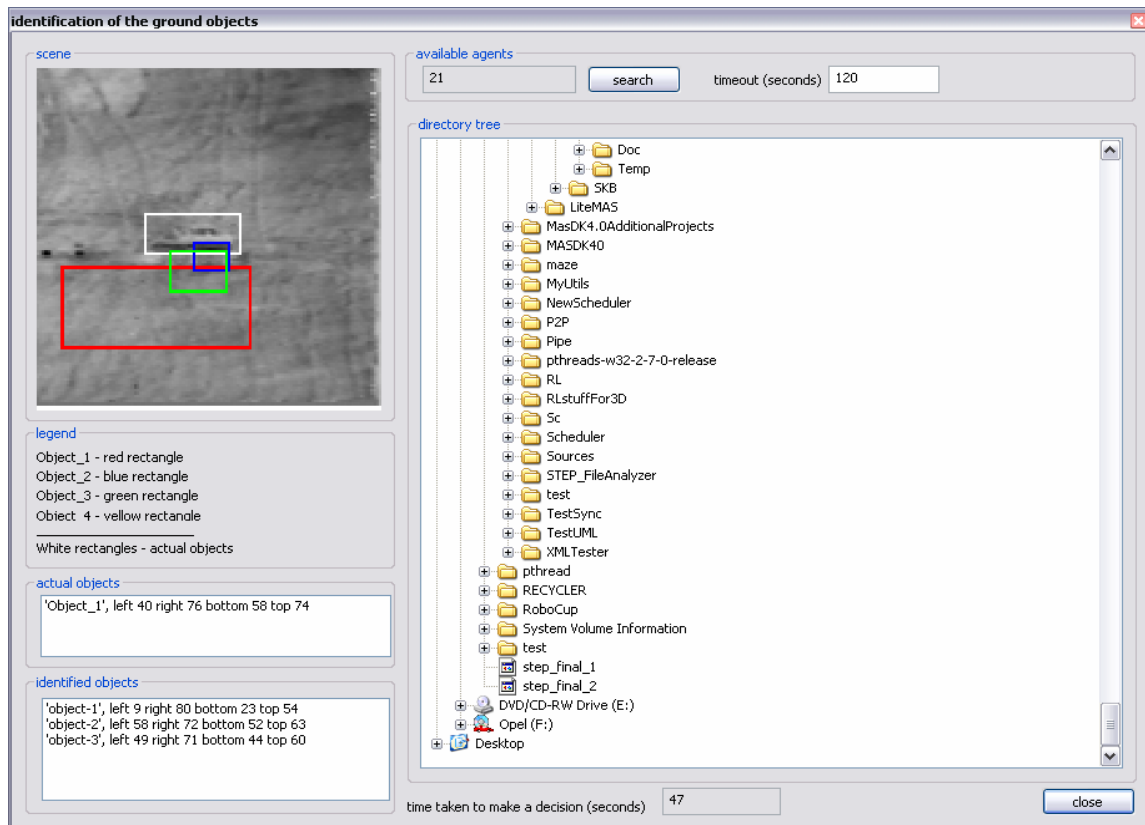 identification of the ground objects
scene
legend
Object_1 - red rectangle
Object_2 - blue rectangle
Object_3 - green rectangle
Object_4 - yellow rectangle
White rectangles - actual objects
actual objects
'Object_1', left 40 right 76 bottom 58 top 74
identified objects
'object-1', left 9 right 80 bottom 23 top 54
'object-2', left 58 right 72 bottom 52 top 63
'object-3', left 49 right 71 bottom 44 top 60
available agents
21
search
timeout (seconds)
120
directory tree
Doc
Temp
SKB
LiteMAS
MasDK4.0AdditionalProjects
MASDK40
maze
MyUtils
NewScheduler
P2P
Pipe
pthreads-w32-2-7-0-release
RL
RLstuffFor3D
Sc
Scheduler
Sources
STEP_FileAnalyzer
test
TestSync
TestUML
XMLTester
pthread
RECYCLER
RoboCup
System Volume Information
test
step_final_1
step_final_2
DVD/CD-RW Drive (E:)
Opel (F:)
Desktop
time taken to make a decision (seconds)
47
close